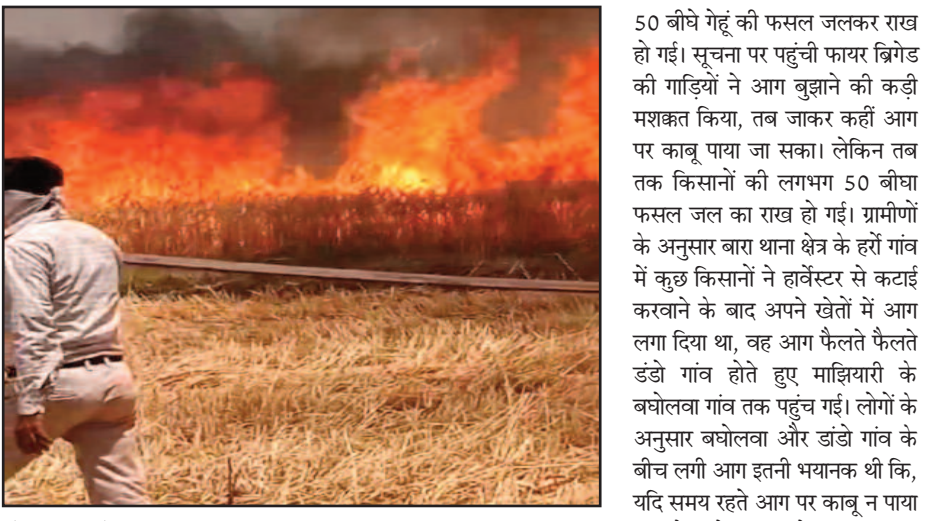 50 बीघे गेहूं की फसल जलकर राख
हो गई। सूचना पर पहुंची फायर ब्रिगेड
की गाड़ियों ने आग बुझाने की कड़ी
मशक्कत किया, तब जाकर कहीं आग
पर काबू पाया जा सका। लेकिन तब
तक किसानों की लगभग 50 बीघा
फसल जल का राख हो गई। ग्रामीणों
के अनुसार बारा थाना क्षेत्र के हर्रो गांव
में कुछ किसानों ने हार्वेस्टर से कटाई
करवाने के बाद अपने खेतों में आग
लगा दिया था, वह आग फैलते फैलते
डंडो गांव होते हुए माझियारी के
बघोलवा गांव तक पहुंच गई। लोगों के
अनुसार बघोलवा और डांडो गांव के
बीच लगी आग इतनी भयानक थी कि,
यदि समय रहते आग पर काबू न पाया